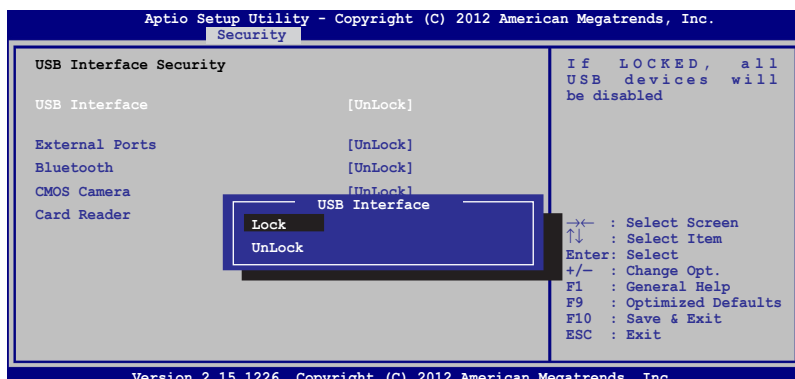 Aptio Setup Utility - Copyright (C) 2012 American Megatrends, Inc.
Security
USB Interface Security
USB Interface [UnLock]
External Ports [UnLock]
Bluetooth [UnLock]
CMOS Camera [UnLock]
Card Reader
USB Interface
Lock
UnLock
If LOCKED, all
USB devices will
be disabled
→← : Select Screen
↑↓ : Select Item
Enter: Select
+/— : Change Opt.
F1 : General Help
F9 : Optimized Defaults
F10 : Save & Exit
ESC : Exit
Version 2.15.1226. Copyright (C) 2012 American Megatrends, Inc.